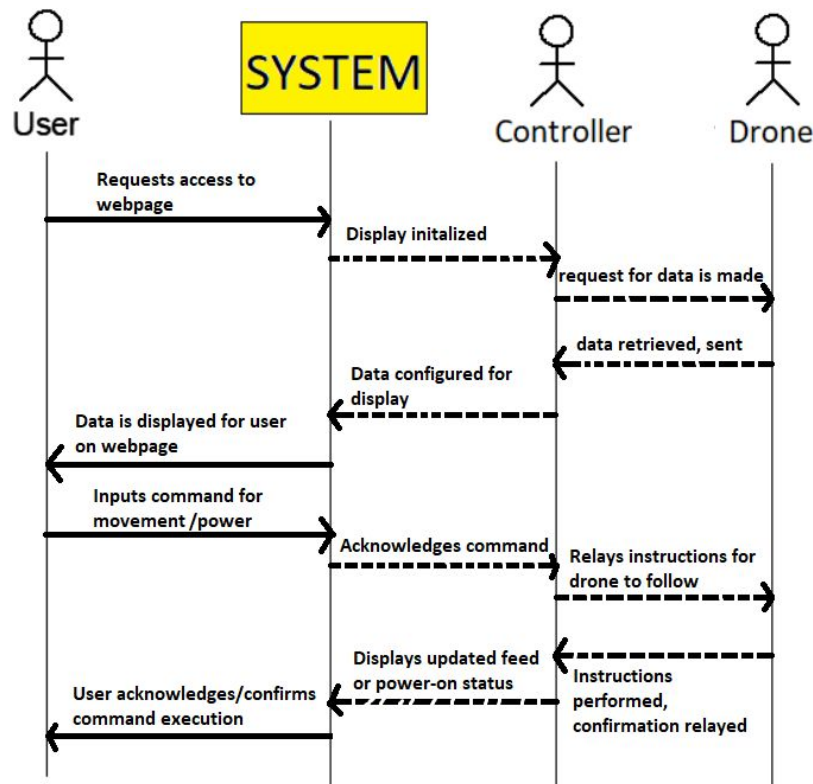 SYSTEM
User
Controller
Drone
Requests access to
webpage
Display initalized
request for data is made
data retrieved, sent
Data configured for
display
Data is displayed for user
on webpage
Inputs command for
movement /power
Acknowledges command
Relays instructions for
drone to follow
Displays updated feed
or power-on status
Instructions
performed,
confirmation relayed
User acknowledges/confirms
command execution